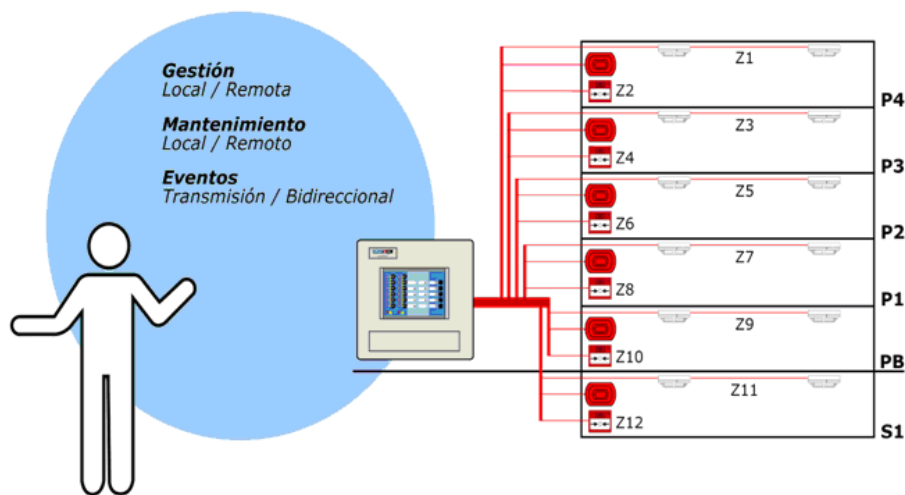 Gestión
Local / Remota
Mantenimiento
Local / Remoto
Eventos
Transmisión / Bidireccional
Z1
Z2
P4
Z3
Z4
P3
Z5
Z6
P2
Z7
Z8
P1
Z9
Z10
PB
Z11
Z12
S1